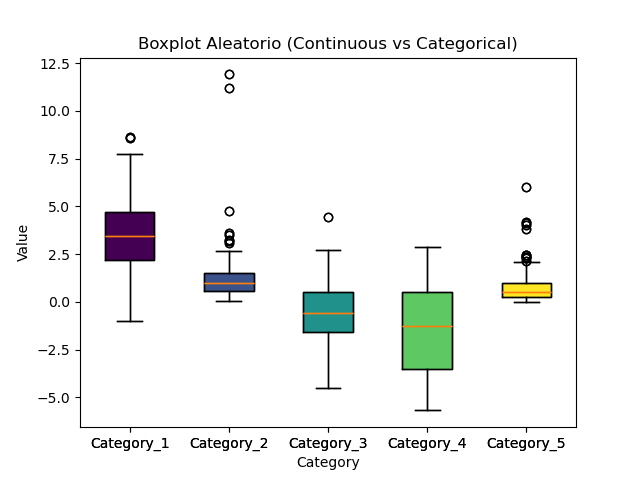 Boxplot Aleatorio (Continuous vs Categorical)
12.5
10.0
7.5
5.0
2.5
0.0
−2.5
−5.0
Value
Category_1 Category_2 Category_3 Category_4 Category_5
Category